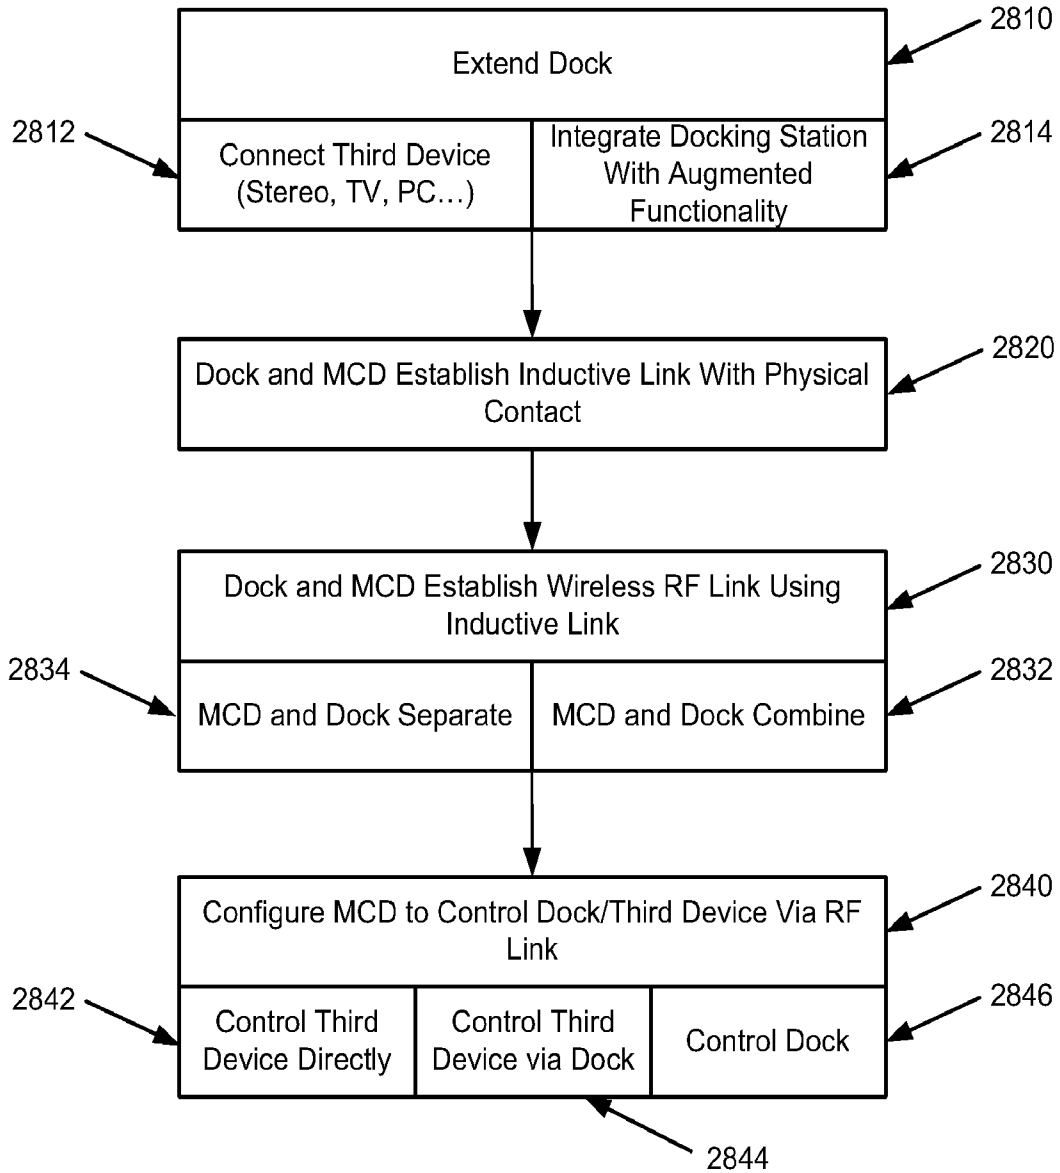 2810
Extend Dock
2812
Connect Third Device
(Stereo, TV, PC...)
Integrate Docking Station
With Augmented
Functionality
2814
2820
Dock and MCD Establish Inductive Link With Physical
Contact
2830
Dock and MCD Establish Wireless RF Link Using
Inductive Link
2834
MCD and Dock Separate
MCD and Dock Combine
2832
2840
Configure MCD to Control Dock/Third Device Via RF
Link
2842
Control Third
Device Directly
Control Third
Device via Dock
Control Dock
2846
2844